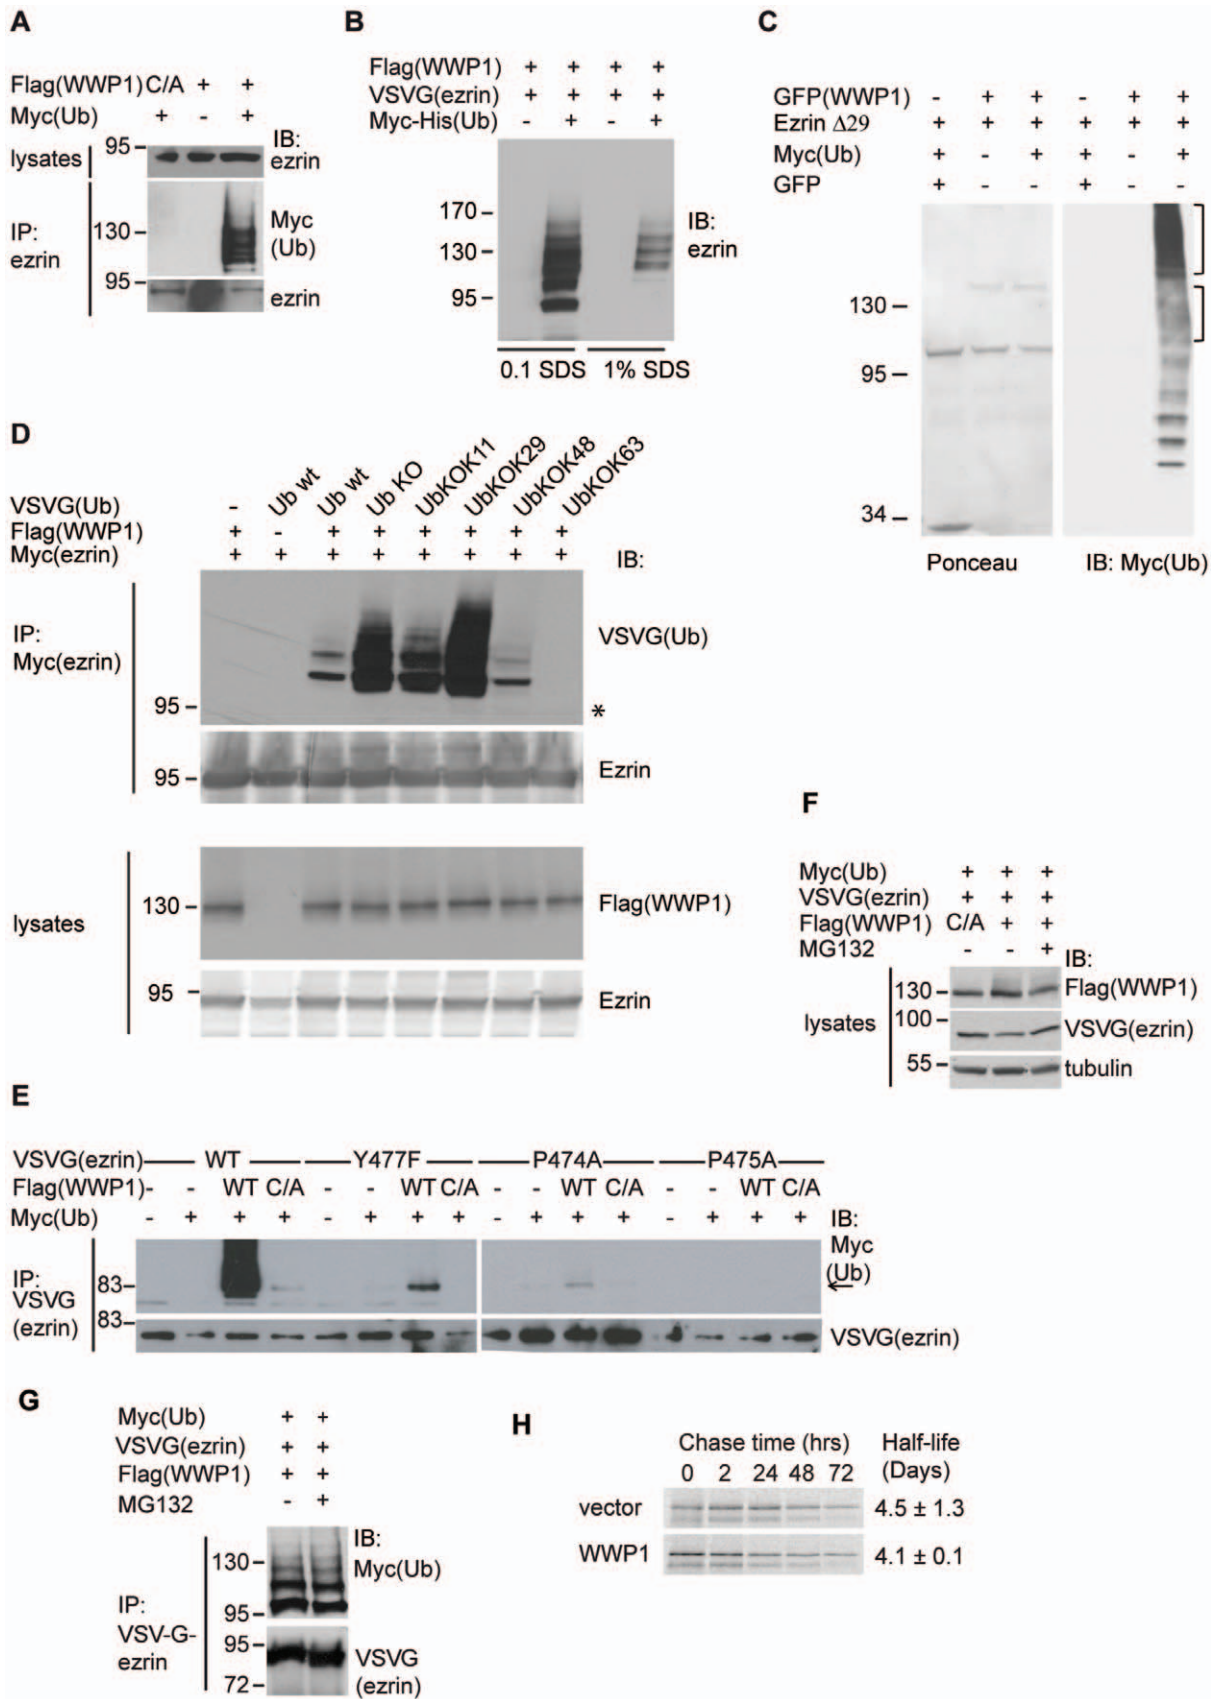 A
Flag(WWP1) C/A + +
Myc(Ub) + - +
IB:
lysates 95 ezrin
IP: ezrin 130 Myc (Ub)
95 ezrin
B
Flag(WWP1) + + + +
VSVG(ezrin) + + + +
Myc-His(Ub) - + - +
170
130
95
IB: ezrin
0.1 SDS 1% SDS
C
GFP(WWP1) - + + - + +
Ezrin Δ29 + + + + + +
Myc(Ub) + - + + - +
GFP + - - + - -
130
95
34
Ponceau IB: Myc(Ub)
D
VSVG(Ub) - Ub wt Ub wt Ub KO UbKOK11 UbKOK29 UbKOK48 UbKOK63
Flag(WWP1) + - + + + + + +
Myc(ezrin) + + + + + + + +
IB:
IP: Myc(ezrin)
VSVG(Ub)
95 *
95 Ezrin
lysates
130 Flag(WWP1)
95 Ezrin
F
Myc(Ub) + + +
VSVG(ezrin) + + +
Flag(WWP1) C/A + +
MG132 - - +
IB:
lysates
130 Flag(WWP1)
100 VSVG(ezrin)
55 tubulin
E
VSVG(ezrin) WT Y477F P474A P475A
Flag(WWP1) - - WT C/A - - WT C/A - - WT C/A - - WT C/A
Myc(Ub) - + + + - + + + - + + + - + + +
IB:
Myc
(Ub)
IP: VSVG (ezrin)
83
83
VSVG(ezrin)
G
Myc(Ub) + +
VSVG(ezrin) + +
Flag(WWP1) + +
MG132 - +
IB:
Myc(Ub)
130
95
IP: VSV-G-ezrin
95
72
VSVG (ezrin)
H
Chase time (hrs) Half-life
0 2 24 48 72 (Days)
vector 4.5 ± 1.3
WWP1 4.1 ± 0.1